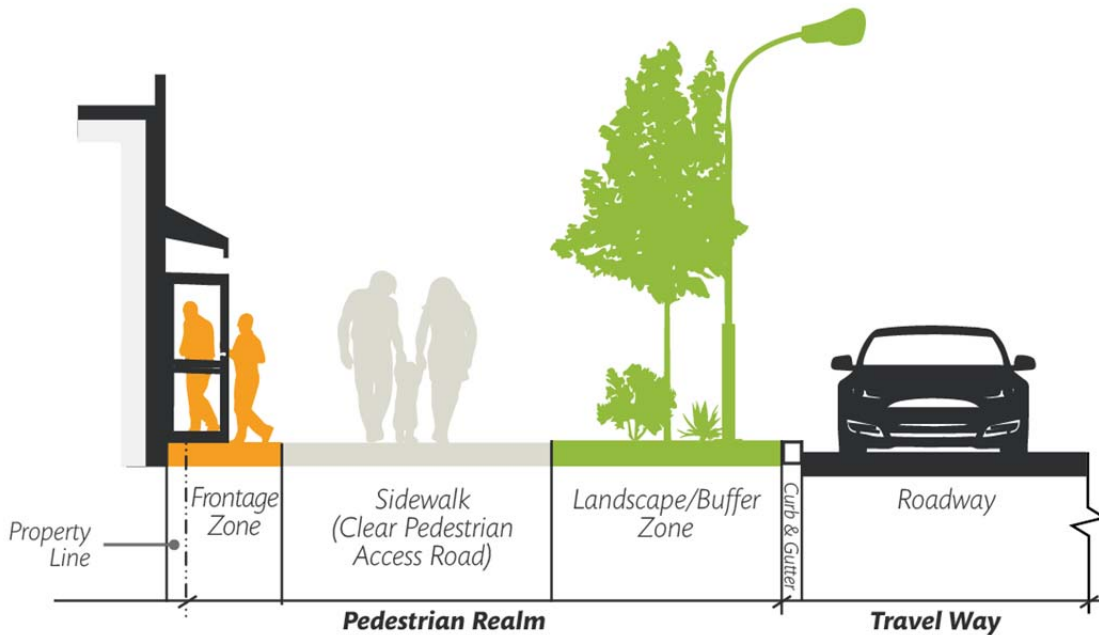 Property
Line
Frontage
Zone
Sidewalk
(Clear Pedestrian
Access Road)
Landscape/Buffer
Zone
Curb & Gutter
Roadway
Pedestrian Realm
Travel Way